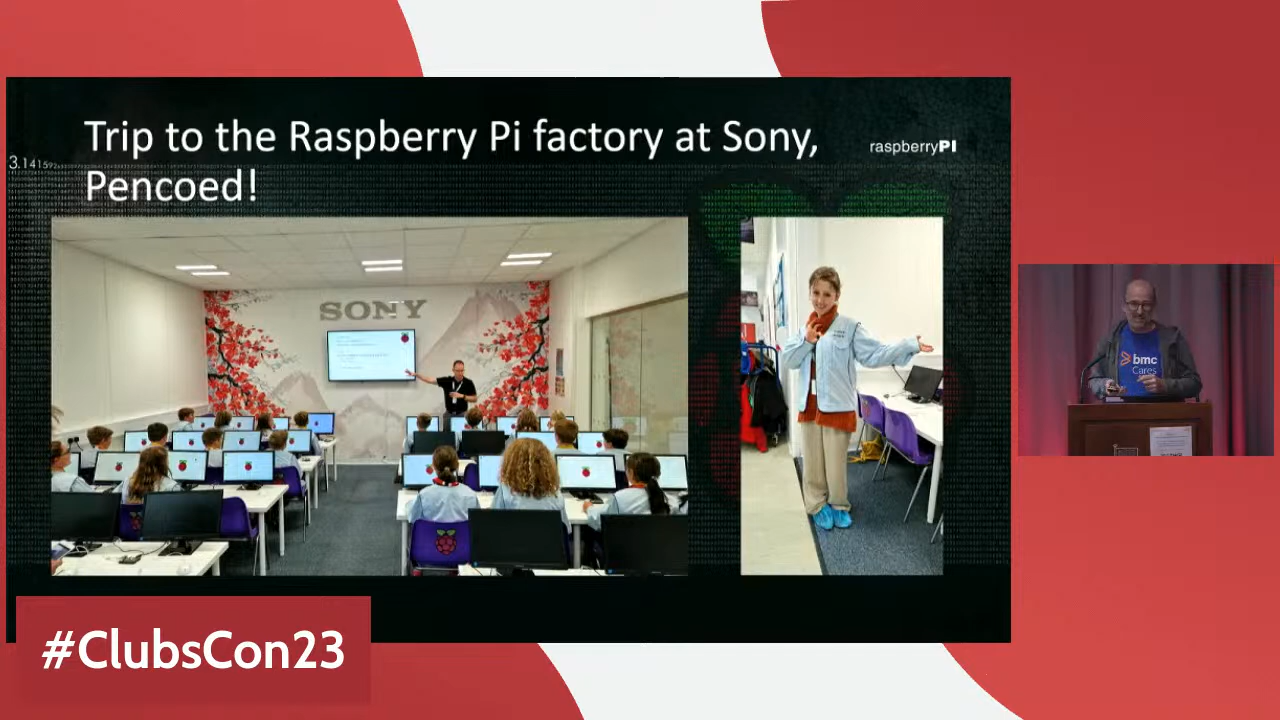 Trip to the Raspberry Pi factory at Sony,
Pencoed!
raspberryPI
3.14159
SONY
bmc
Cares
#ClubsCon23